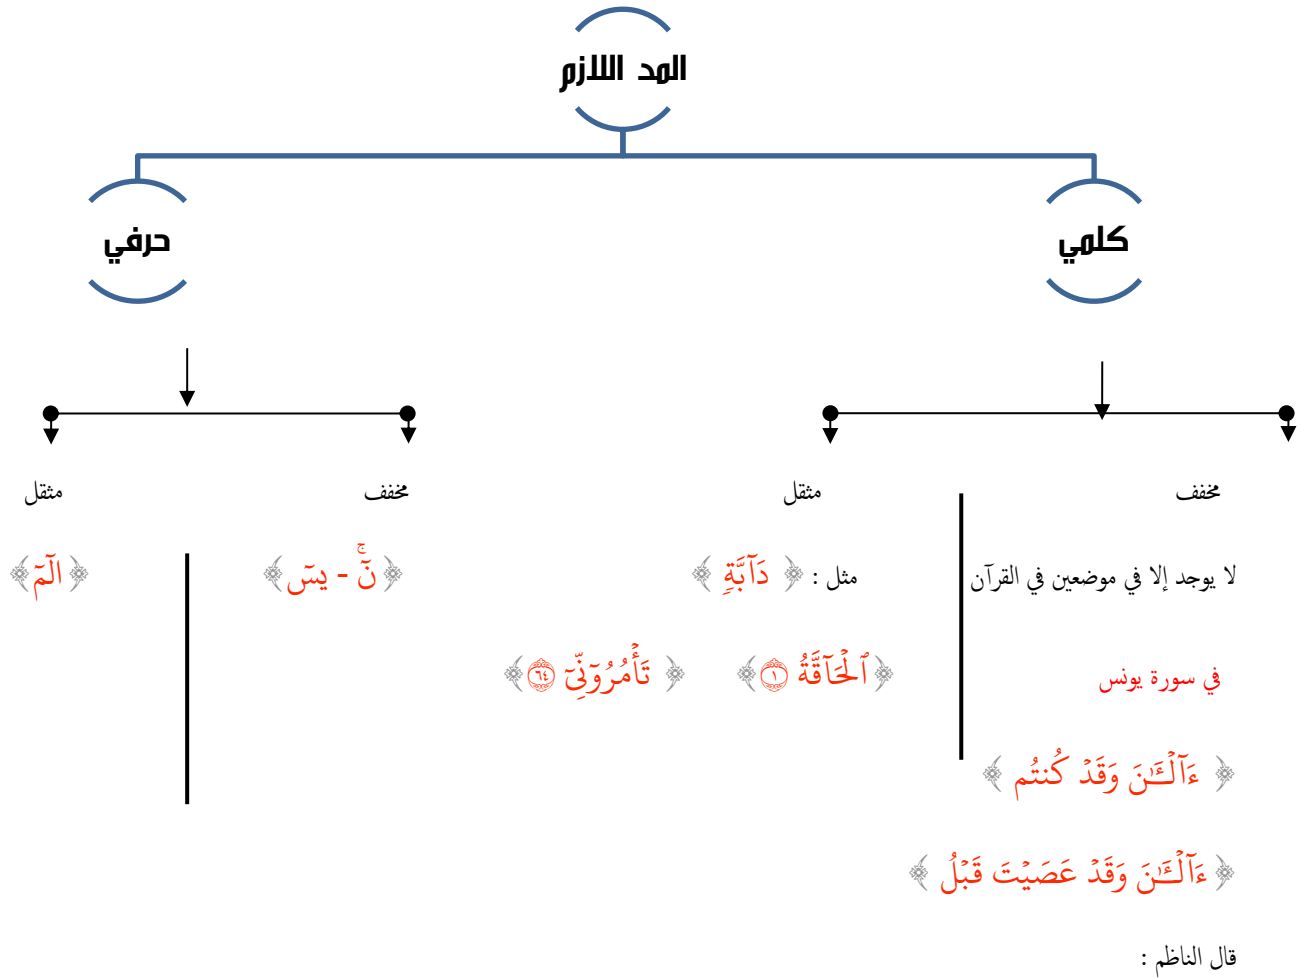 المد اللازم
كلمي
حرفي
مخفف
مثقل
مخفف
مثقل
لا يوجد إلا في موضعين في القرآن
مثل : ﴿ دَآبَّةٖ ﴾
﴿نٓۚ - يسٓ﴾
﴿الٓمٓ﴾
في سورة يونس
﴿ٱلۡحَآقَّةُ ١﴾
﴿ تَأۡمُرُوٓنِّيٓ ٦٤﴾
﴿ ءَآلۡـَٰٔنَ وَقَدۡ كُنتُم ﴾
﴿ءَآلۡـَٰٔنَ وَقَدۡ عَصَيۡتَ قَبۡلُ ﴾
قال الناظم :